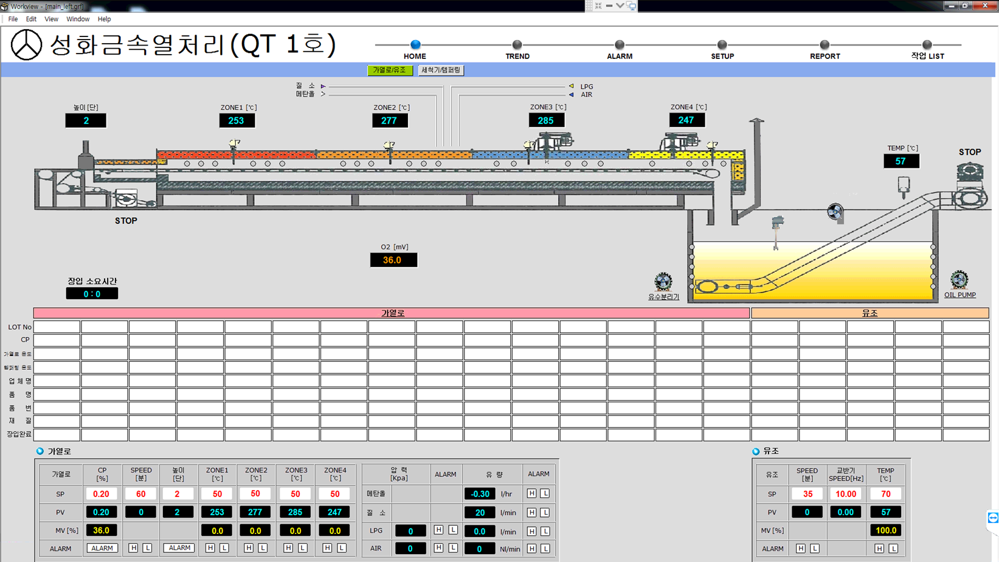 Workview - [main_left.grf]
File Edit View Window Help
성화금속열처리(QT 1호)
HOME TREND ALARM SETUP REPORT 작업 LIST
가열로/유조 세척기/템퍼링
질 소 LPG
메탄올 AIR
높이[단] ZONE1 [℃] ZONE2 [℃] ZONE3 [℃] ZONE4 [℃]
2 253 277 285 247
TEMP [℃] STOP
57
STOP
O2 [mV]
36.0
장입 소요시간
0 : 0
유수분리기 OIL PUMP
가열로 유조
LOT No
CP
가열로 온도
템퍼링 온도
업 체 명
품 명
품 번
재 질
장입완료
가열로
가열로 CP [%] SPEED [분] 높이 [단] ZONE1 [℃] ZONE2 [℃] ZONE3 [℃] ZONE4 [℃]
SP 0.20 60 2 50 50 50 50
PV 0.20 0 2 253 277 285 247
MV [%] 36.0 0.0 0.0 0.0 0.0
ALARM ALARM H L ALARM H L H L H L H L
압 력 [Kpa] ALARM 유 량 ALARM
메탄올 -0.30 l/hr H L
질 소 20 l/min H L
LPG 0 H L 0.0 l/min H L
AIR 0 H L 0 Nl/min H L
유조
유조 SPEED [분] 교반기 SPEED[Hz] TEMP [℃]
SP 35 10.00 70
PV 0 0.00 57
MV [%] 100.0
ALARM H L H L